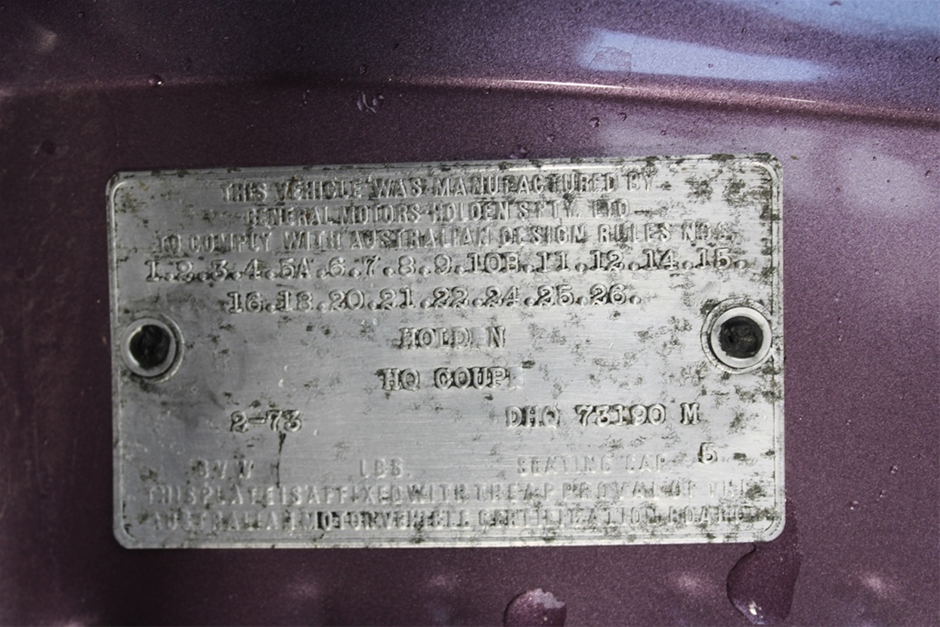 THIS VEHICLE WAS MANUFACTURED BY
GENERAL MOTORS-HOLDEN'S PTY. LTD
TO COMPLY WITH AUSTRALIAN DESIGN RULES NOS.
1.2.3.4.5A.6.7.8.9.10B.11.12.14.15.
16.18.20.21.22.24.25.26.
HOLDEN
HQ COUPE
2-73 DHQ 73190 M
GVW LBS. SEATING CAP. 5
THIS PLATE IS AFFIXED WITH THE APPROVAL OF THE
AUSTRALIAN MOTOR VEHICLE CERTIFICATION BOARD